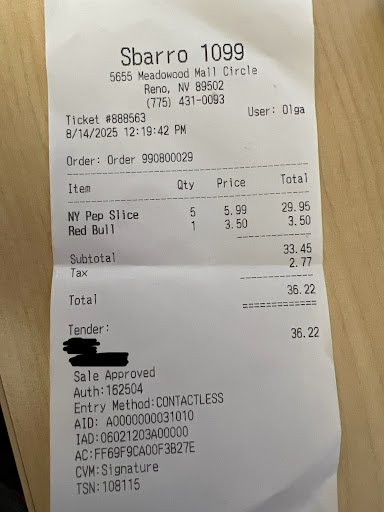 Sbarro 1099
5655 Meadowood Mall Circle
Reno, NV 89502
(775) 431-0093
Ticket #888563 User: Olga
8/14/2025 12:19:42 PM
Order: Order 990800029
Item Qty Price Total
NY Pep Slice 5 5.99 29.95
Red Bull 1 3.50 3.50
Subtotal 33.45
Tax 2.77
Total 36.22
Tender:
36.22
Sale Approved
Auth:162504
Entry Method:CONTACTLESS
AID: A0000000031010
IAD:06021203A00000
AC:FF69F9CA00F3B27E
CVM:Signature
TSN:108115